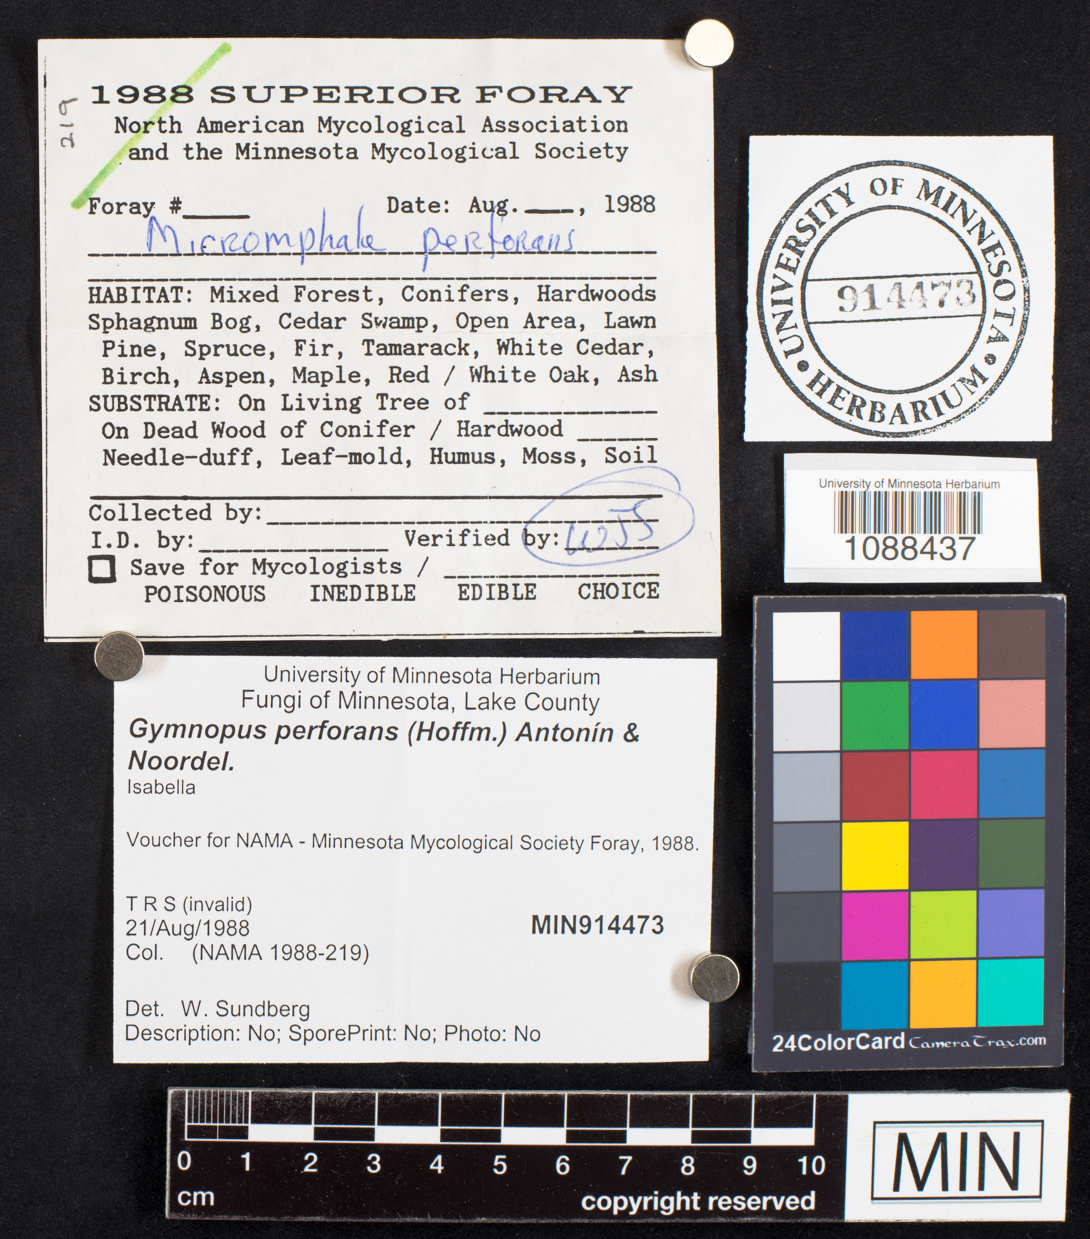 219
1988 SUPERIOR FORAY
North American Mycological Association
and the Minnesota Mycological Society
Foray #____ Date: Aug.____, 1988
Micromphale perforans
HABITAT: Mixed Forest, Conifers, Hardwoods
Sphagnum Bog, Cedar Swamp, Open Area, Lawn
Pine, Spruce, Fir, Tamarack, White Cedar,
Birch, Aspen, Maple, Red / White Oak, Ash
SUBSTRATE: On Living Tree of ____
On Dead Wood of Conifer / Hardwood ____
Needle-duff, Leaf-mold, Humus, Moss, Soil
Collected by:____
I.D. by:____ Verified by: WJS
Save for Mycologists / ____
POISONOUS INEDIBLE EDIBLE CHOICE
UNIVERSITY OF MINNESOTA
914473
• HERBARIUM •
University of Minnesota Herbarium
1088437
University of Minnesota Herbarium
Fungi of Minnesota, Lake County
Gymnopus perforans (Hoffm.) Antonín &
Noordel.
Isabella
Voucher for NAMA - Minnesota Mycological Society Foray, 1988.
T R S (invalid)
21/Aug/1988
MIN914473
Col. (NAMA 1988-219)
Det. W. Sundberg
Description: No; SporePrint: No; Photo: No
24ColorCard CameraTrax.com
0 1 2 3 4 5 6 7 8 9 10
cm
copyright reserved
MIN